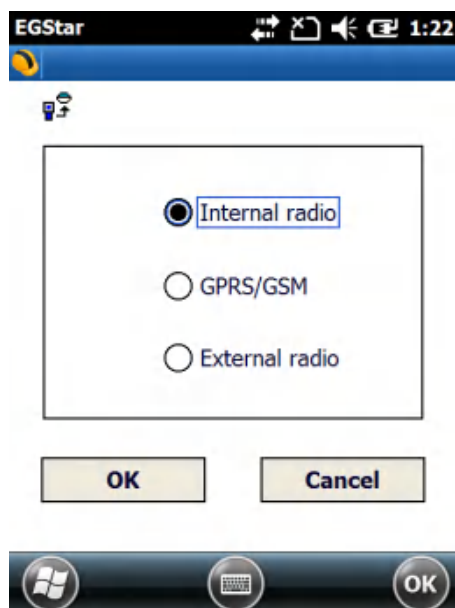 EGStar 1:22
Internal radio
GPRS/GSM
External radio
OK Cancel
OK